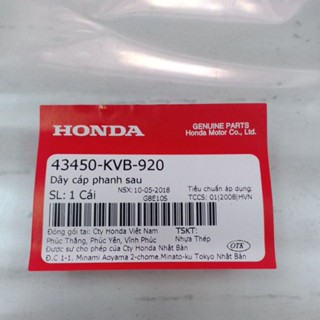 HONDA
GENUINE PARTS
Honda Motor Co., Ltd.
43450-KVB-920
Dây cáp phanh sau
SL: 1 Cái
NSX: 10-05-2018
G8E10S
Tiêu chuẩn áp dụng:
TCCS: 01|2008|HVN
Đóng gói tại: Cty Honda Việt Nam
Phúc Thắng, Phúc Yên, Vĩnh Phúc
TSKT:
Nhựa Thép
Được sự cho phép của Cty Honda Nhật Bản
Đ.C 1-1, Minami Aoyama 2-chome, Minato-ku Tokyo Nhật Bản
OTK